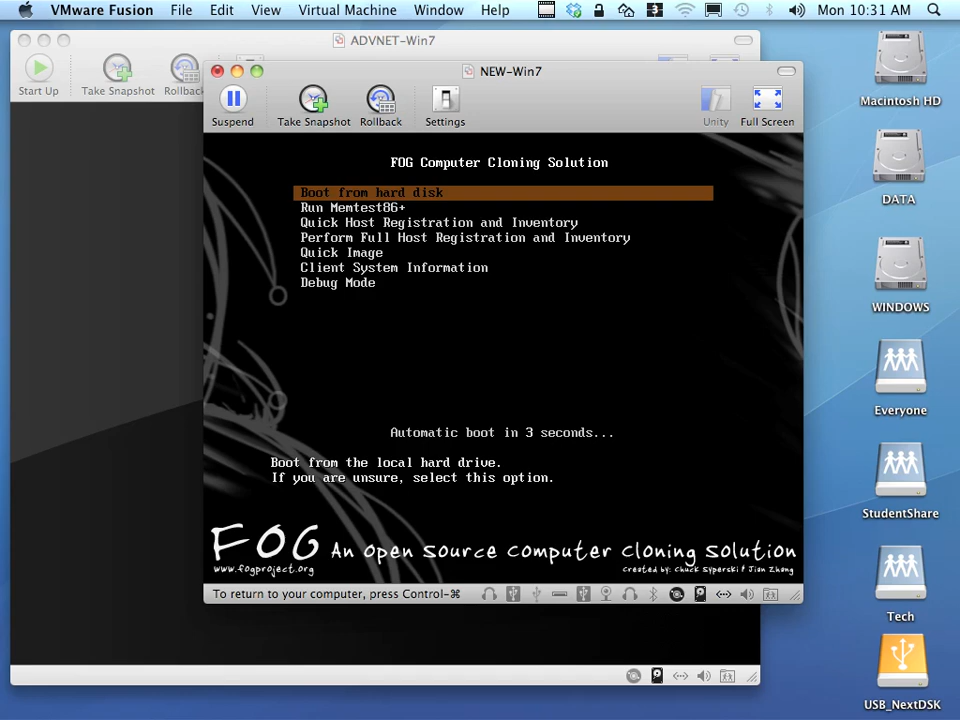 VMware Fusion File Edit View Virtual Machine Window Help 3 Mon 10:31 AM
ADVNET-Win7
Start Up Take Snapshot Rollback
NEW-Win7
Suspend Take Snapshot Rollback Settings Unity Full Screen
FOG Computer Cloning Solution
Boot from hard disk
Run Memtest86+
Quick Host Registration and Inventory
Perform Full Host Registration and Inventory
Quick Image
Client System Information
Debug Mode
Automatic boot in 3 seconds...
Boot from the local hard drive.
If you are unsure, select this option.
FOG An Open Source Computer Cloning Solution
www.fogproject.org Created by: Chuck Syperski & Jian Zhang
To return to your computer, press Control-⌘
Macintosh HD
DATA
WINDOWS
Everyone
StudentShare
Tech
USB_NextDSK